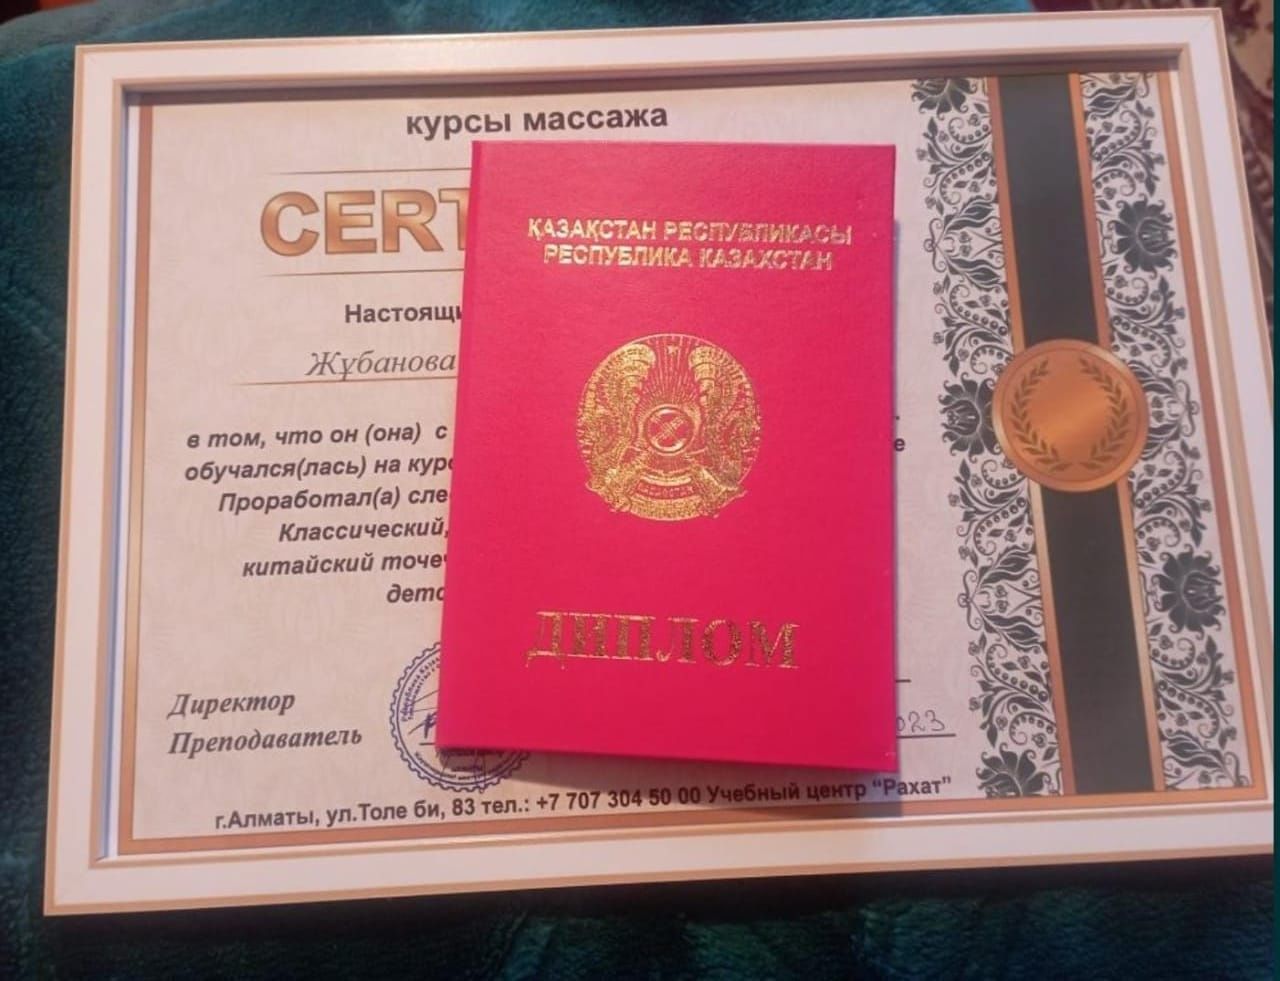 курсы массажа
CERT
Настоящи
Жұбанова
в том, что он (она) с
обучался(лась) на курс
Проработал(а) сле
Классический,
китайский точеч
детс
Директор
Преподаватель
г.Алматы, ул.Толе би, 83 тел.: +7 707 304 50 00 Учебный центр “Рахат”
ҚАЗАҚСТАН РЕСПУБЛИКАСЫ
РЕСПУБЛИКА КАЗАХСТАН
ДИПЛОМ